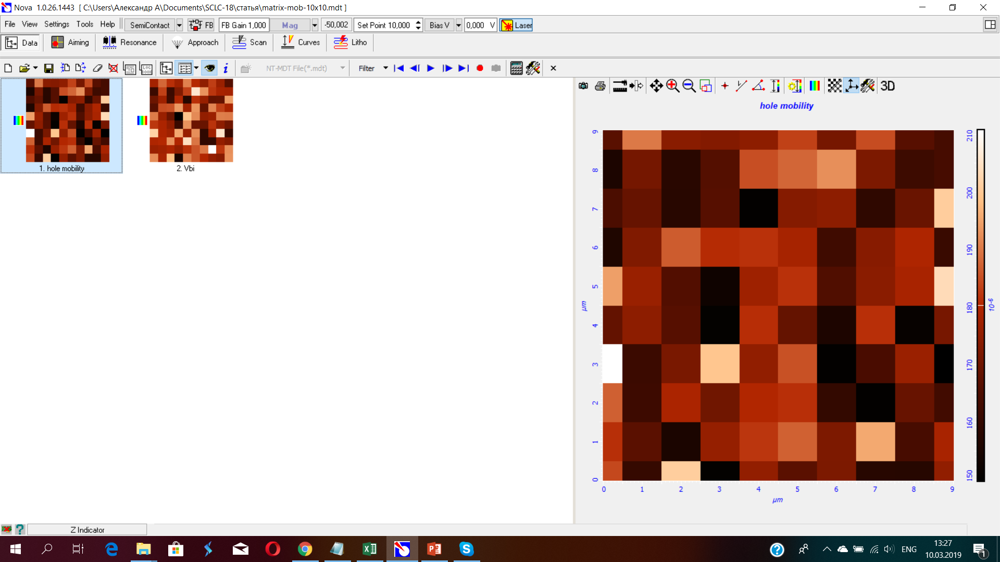 Nova 1.0.26.1443 [ C:\Users\Александр А\Documents\SCLC-18\статья\matrix-mob-10x10.mdt ]
File View Settings Tools Help SemiContact FB FB Gain 1,000 Mag -50,002 Set Point 10,000 Bias V 0,000 V Laser
Data Aiming Resonance Approach Scan Curves Litho
LOG BOOK NT-MDT File(*.mdt) Filter
3D
1. hole mobility
2. Vbi
hole mobility
9
8
7
6
5
4
3
2
1
0
µm
0 1 2 3 4 5 6 7 8 9
µm
210
200
190
180
170
160
150
10⁻⁶
Z Indicator
ENG
13:27
10.03.2019
1